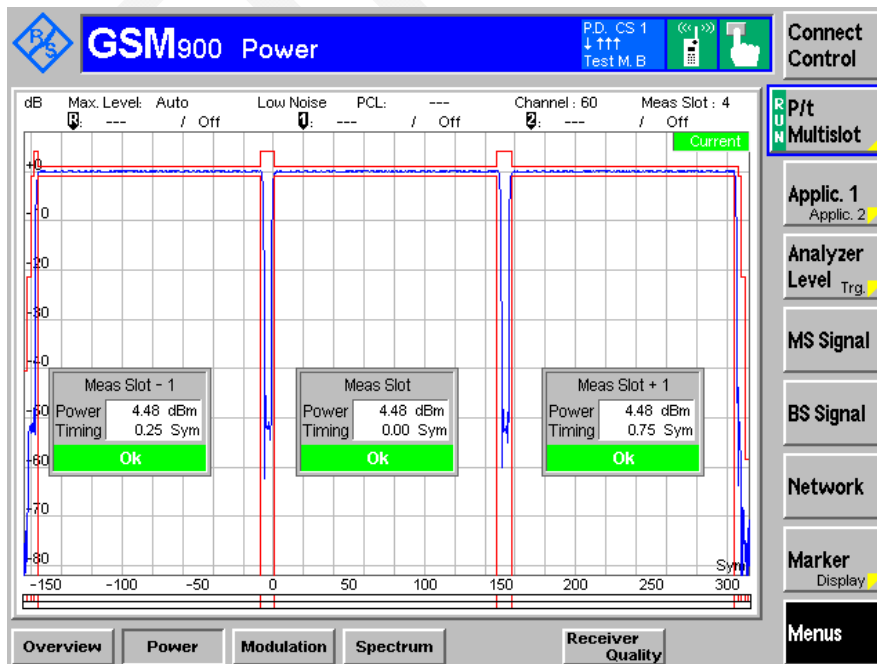 R/S
GSM900 Power
P.D. CS 1
↓ ↑↑↑
Test M. B
Connect Control
dB Max. Level: Auto Low Noise PCL: --- Channel : 60 Meas Slot : 4
R: --- / Off 1: --- / Off 2: --- / Off
Current
RUN
P/t Multislot
Applic. 1
Applic. 2
Analyzer Level Trg.
MS Signal
BS Signal
Network
Marker
Display
Menus
+0
-10
-20
-30
-40
-50
-60
-70
-80
Meas Slot - 1
Power 4.48 dBm
Timing 0.25 Sym
Ok
Meas Slot
Power 4.48 dBm
Timing 0.00 Sym
Ok
Meas Slot + 1
Power 4.48 dBm
Timing 0.75 Sym
Ok
Sym
-150 -100 -50 0 50 100 150 200 250 300
Overview Power Modulation Spectrum Receiver Quality